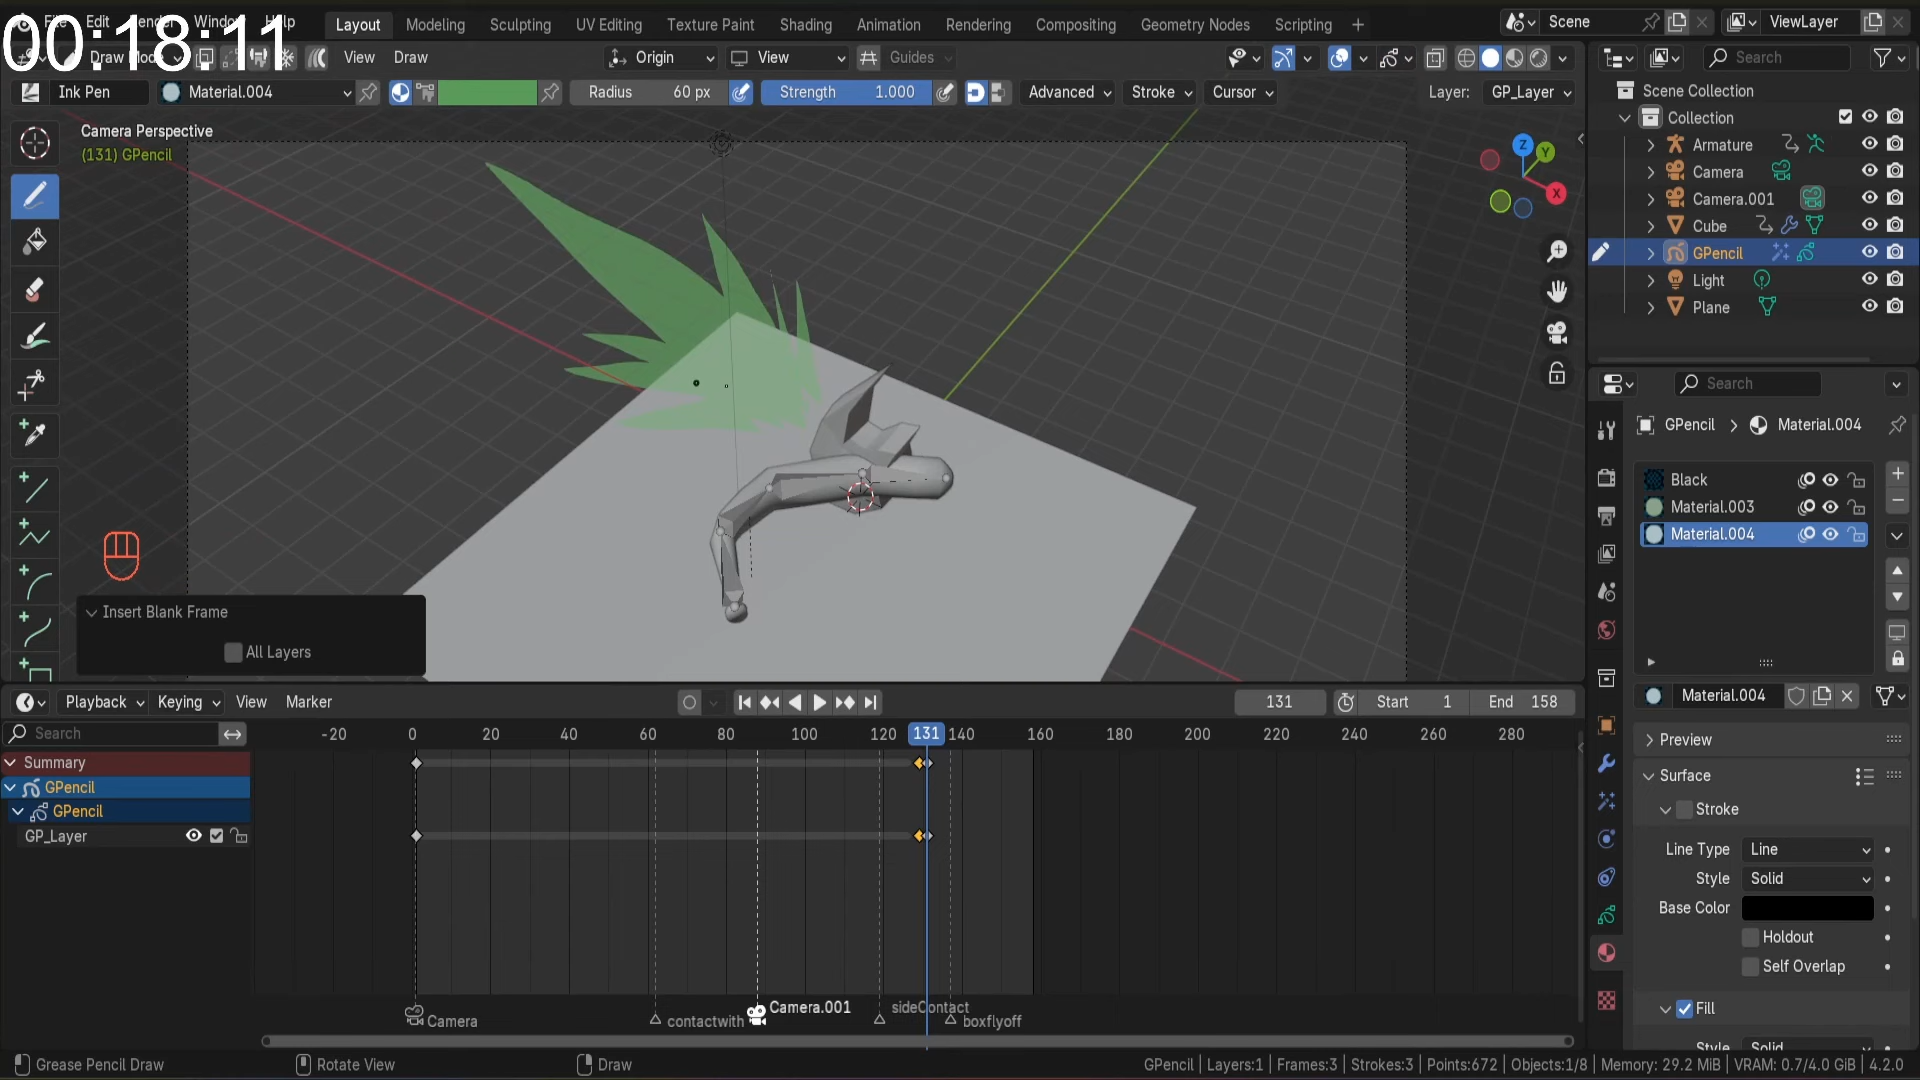 00:18:11
File Edit Window Help
Layout Modeling Sculpting UV Editing Texture Paint Shading Animation Rendering Compositing Geometry Nodes Scripting +
Scene
ViewLayer
Draw Mode View Draw
Origin
View
Guides
Search
Ink Pen
Material.004
Radius 60 px
Strength 1.000
Advanced
Stroke
Cursor
Layer: GP_Layer
Camera Perspective
(131) GPencil
Z
Y
X
Scene Collection
Collection
Armature
Camera
Camera.001
Cube
GPencil
Light
Plane
Search
GPencil > Material.004
Black
Material.003
Material.004
Material.004
Preview
Surface
Stroke
Line Type Line
Style Solid
Base Color
Holdout
Self Overlap
Fill
Style Solid
Insert Blank Frame
All Layers
Playback Keying View Marker
131
Start 1
End 158
Search
-20 0 20 40 60 80 100 120 131 140 160 180 200 220 240 260 280
Summary
GPencil
GPencil
GP_Layer
Camera
contactwith
Camera.001
sideContact
boxflyoff
Grease Pencil Draw
Rotate View
Draw
GPencil | Layers:1 | Frames:3 | Strokes:3 | Points:672 | Objects:1/8 | Memory: 29.2 MiB | VRAM: 0.7/4.0 GiB | 4.2.0